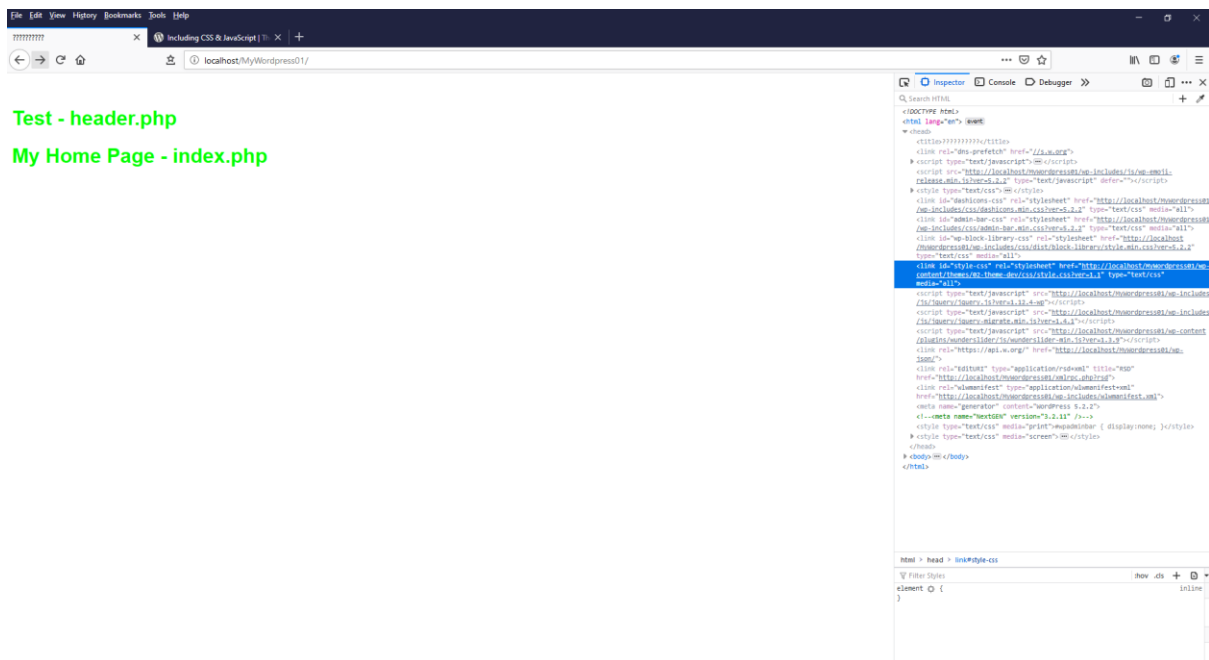 File Edit View History Bookmarks Tools Help
??????????
Including CSS & JavaScript | Th
localhost/MyWordpress01/
Test - header.php
My Home Page - index.php
Inspector Console Debugger
Search HTML
<!DOCTYPE html>
<html lang="en"> event
<head>
<title>??????????</title>
<link rel="dns-prefetch" href="//s.w.org">
<script type="text/javascript"></script>
<script src="http://localhost/MyWordpress01/wp-includes/js/wp-emoji-
release.min.js?ver=5.2.2" type="text/javascript" defer=""></script>
<style type="text/css"></style>
<link id="dashicons-css" rel="stylesheet" href="http://localhost/MyWordpress01
/wp-includes/css/dashicons.min.css?ver=5.2.2" type="text/css" media="all">
<link id="admin-bar-css" rel="stylesheet" href="http://localhost/MyWordpress01
/wp-includes/css/admin-bar.min.css?ver=5.2.2" type="text/css" media="all">
<link id="wp-block-library-css" rel="stylesheet" href="http://localhost
/MyWordpress01/wp-includes/css/dist/block-library/style.min.css?ver=5.2.2"
type="text/css" media="all">
<link id="style-css" rel="stylesheet" href="http://localhost/MyWordpress01/wp-
content/themes/02-theme-dev/css/style.css?ver=1.1" type="text/css"
media="all">
<script type="text/javascript" src="http://localhost/MyWordpress01/wp-includes
/js/jquery/jquery.js?ver=1.12.4-wp"></script>
<script type="text/javascript" src="http://localhost/MyWordpress01/wp-includes
/js/jquery/jquery-migrate.min.js?ver=1.4.1"></script>
<script type="text/javascript" src="http://localhost/MyWordpress01/wp-content
/plugins/wunderslider/js/wunderslider-min.js?ver=1.3.9"></script>
<link rel="https://api.w.org/" href="http://localhost/MyWordpress01/wp-
json/">
<link rel="EditURI" type="application/rsd+xml" title="RSD"
href="http://localhost/MyWordpress01/xmlrpc.php?rsd">
<link rel="wlwmanifest" type="application/wlwmanifest+xml"
href="http://localhost/MyWordpress01/wp-includes/wlwmanifest.xml">
<meta name="generator" content="WordPress 5.2.2">
<!--<meta name="NextGEN" version="3.2.11" />-->
<style type="text/css" media="print">#wpadminbar { display:none; }</style>
<style type="text/css" media="screen"></style>
</head>
<body></body>
</html>
html > head > link#style-css
Filter Styles :hov .cls
element { inline
}